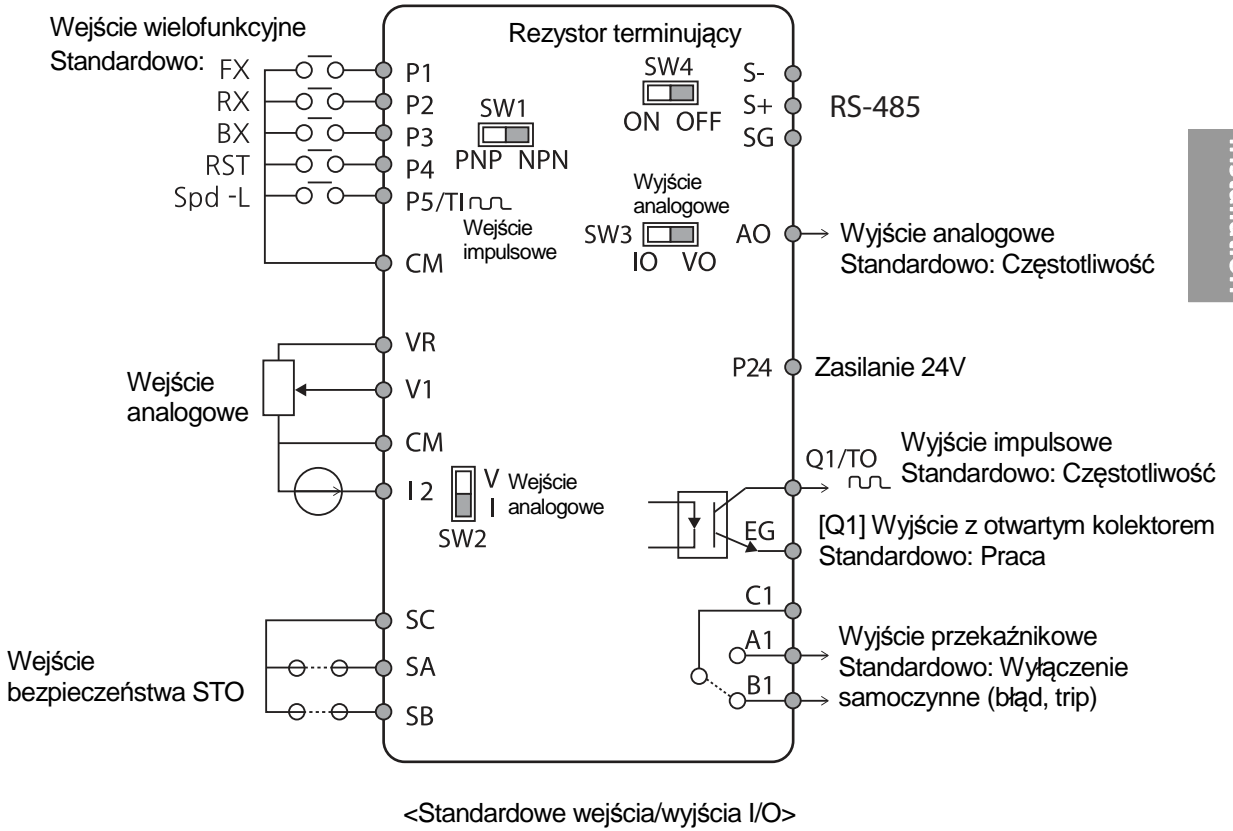 Wejście wielofunkcyjne
Standardowo:
FX
P1
RX
P2
BX
P3
RST
P4
Spd -L
P5/TI
Wejście
impulsowe
CM
SW1
PNP NPN
Rezystor terminujący
SW4
ON OFF
S-
S+
SG
RS-485
Wyjście
analogowe
SW3
IO VO
AO
Wyjście analogowe
Standardowo: Częstotliwość
VR
V1
CM
I2
Wejście
analogowe
V
I
Wejście
analogowe
SW2
P24
Zasilanie 24V
Q1/TO
Wyjście impulsowe
Standardowo: Częstotliwość
EG
[Q1] Wyjście z otwartym kolektorem
Standardowo: Praca
C1
A1
B1
Wyjście przekaźnikowe
Standardowo: Wyłączenie
samoczynne (błąd, trip)
SC
SA
SB
Wejście
bezpieczeństwa STO
<Standardowe wejścia/wyjścia I/O>